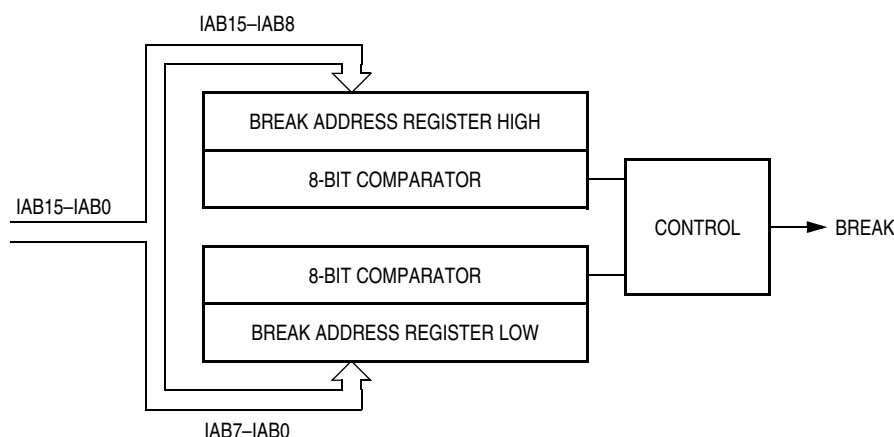 IAB15–IAB8
BREAK ADDRESS REGISTER HIGH
8-BIT COMPARATOR
IAB15–IAB0
CONTROL
BREAK
8-BIT COMPARATOR
BREAK ADDRESS REGISTER LOW
IAB7–IAB0